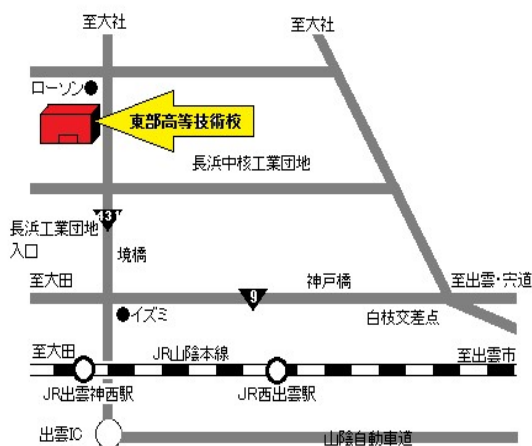 至大社
至大社
ローソン
東部高等技術校
長浜中核工業団地
長浜工業団地
入口
431
境橋
至大田
9
神戸橋
至出雲・宍道
イズミ
白枝交差点
至大田
JR山陰本線
至出雲市
JR出雲神西駅
JR西出雲駅
出雲IC
山陰自動車道